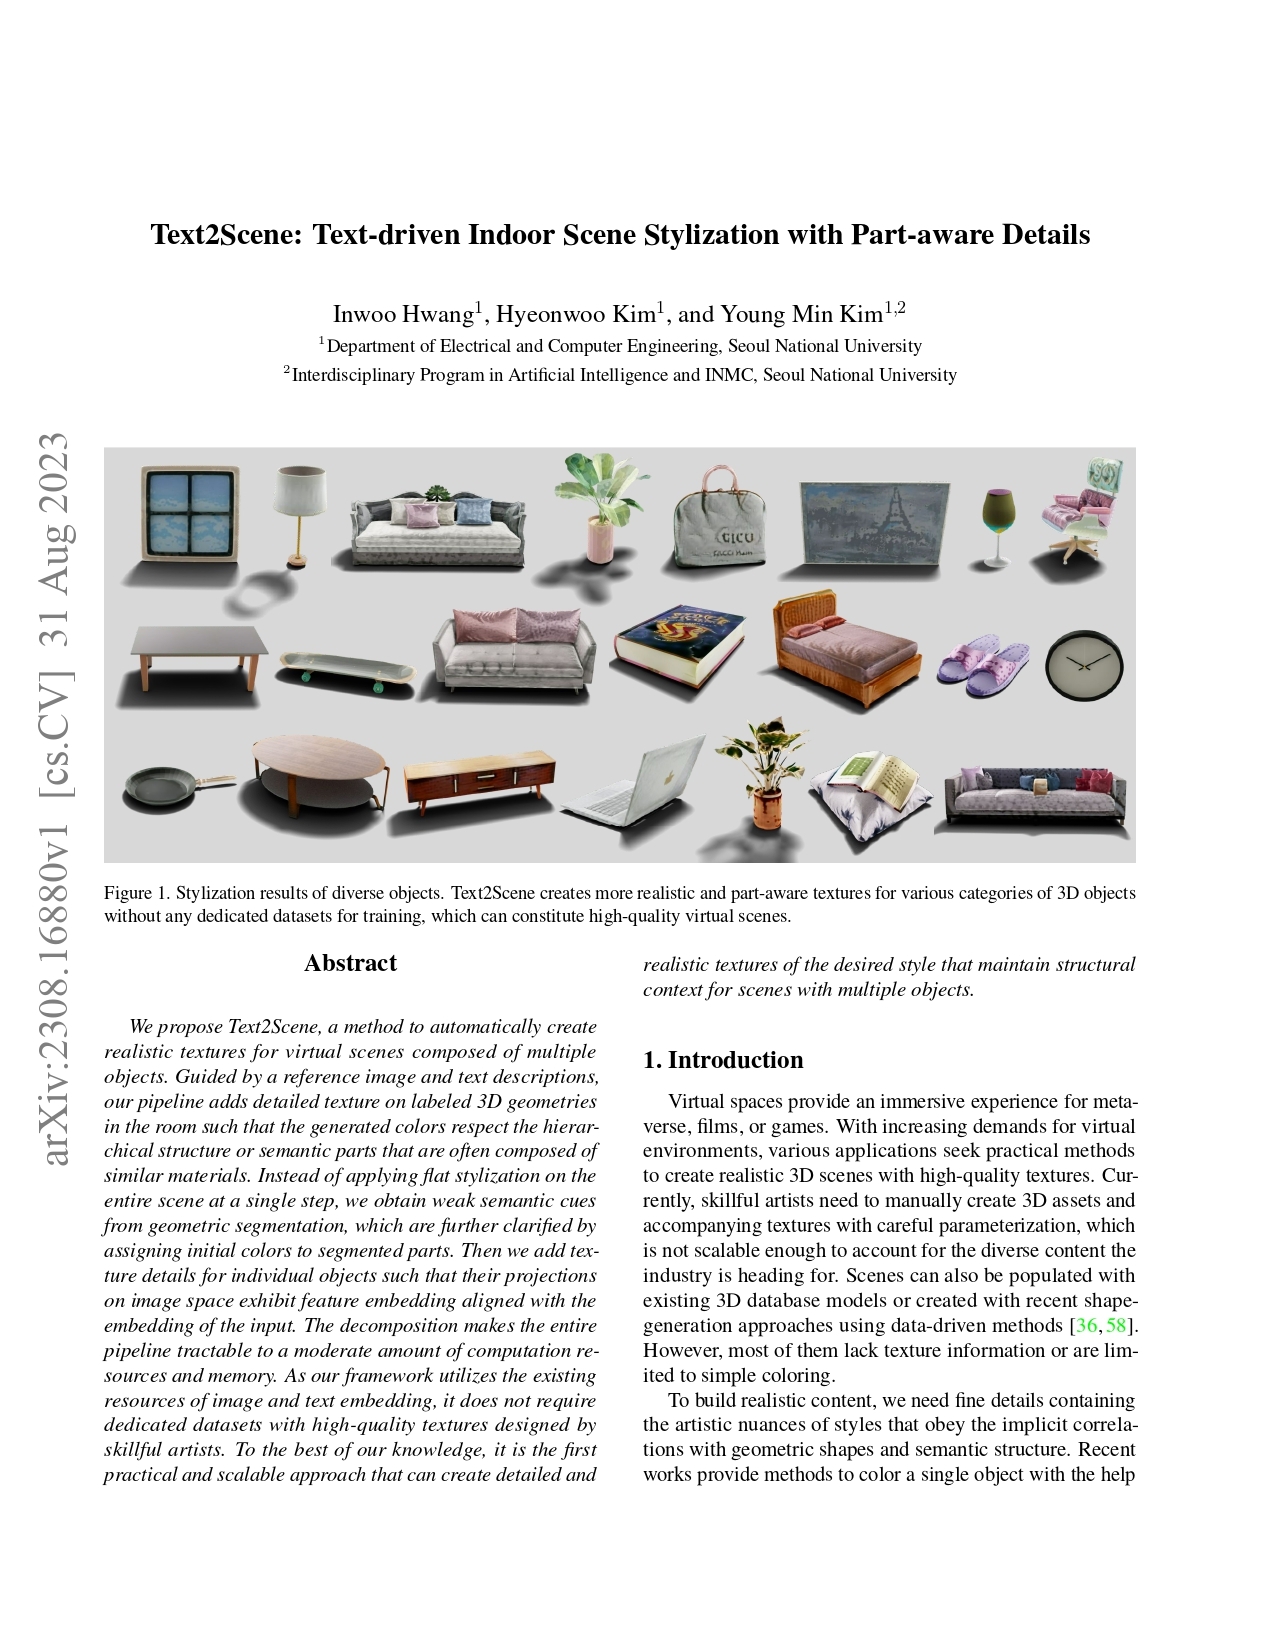 Text2Scene: Text-driven Indoor Scene Stylization with Part-aware Details
Inwoo Hwang1, Hyeonwoo Kim1, and Young Min Kim1,2
1Department of Electrical and Computer Engineering, Seoul National University
2Interdisciplinary Program in Artificial Intelligence and INMC, Seoul National University
arXiv:2308.16880v1 [cs.CV] 31 Aug 2023
Figure 1. Stylization results of diverse objects. Text2Scene creates more realistic and part-aware textures for various categories of 3D objects
without any dedicated datasets for training, which can constitute high-quality virtual scenes.
Abstract
We propose Text2Scene, a method to automatically create
realistic textures for virtual scenes composed of multiple
objects. Guided by a reference image and text descriptions,
our pipeline adds detailed texture on labeled 3D geometries
in the room such that the generated colors respect the hierar-
chical structure or semantic parts that are often composed of
similar materials. Instead of applying flat stylization on the
entire scene at a single step, we obtain weak semantic cues
from geometric segmentation, which are further clarified by
assigning initial colors to segmented parts. Then we add tex-
ture details for individual objects such that their projections
on image space exhibit feature embedding aligned with the
embedding of the input. The decomposition makes the entire
pipeline tractable to a moderate amount of computation re-
sources and memory. As our framework utilizes the existing
resources of image and text embedding, it does not require
dedicated datasets with high-quality textures designed by
skillful artists. To the best of our knowledge, it is the first
practical and scalable approach that can create detailed and
realistic textures of the desired style that maintain structural
context for scenes with multiple objects.
1. Introduction
Virtual spaces provide an immersive experience for meta-
verse, films, or games. With increasing demands for virtual
environments, various applications seek practical methods
to create realistic 3D scenes with high-quality textures. Cur-
rently, skillful artists need to manually create 3D assets and
accompanying textures with careful parameterization, which
is not scalable enough to account for the diverse content the
industry is heading for. Scenes can also be populated with
existing 3D database models or created with recent shape-
generation approaches using data-driven methods [36, 58].
However, most of them lack texture information or are lim-
ited to simple coloring.
To build realistic content, we need fine details containing
the artistic nuances of styles that obey the implicit correla-
tions with geometric shapes and semantic structure. Recent
works provide methods to color a single object with the help